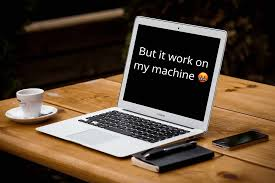 But it work on
my machine 🤬